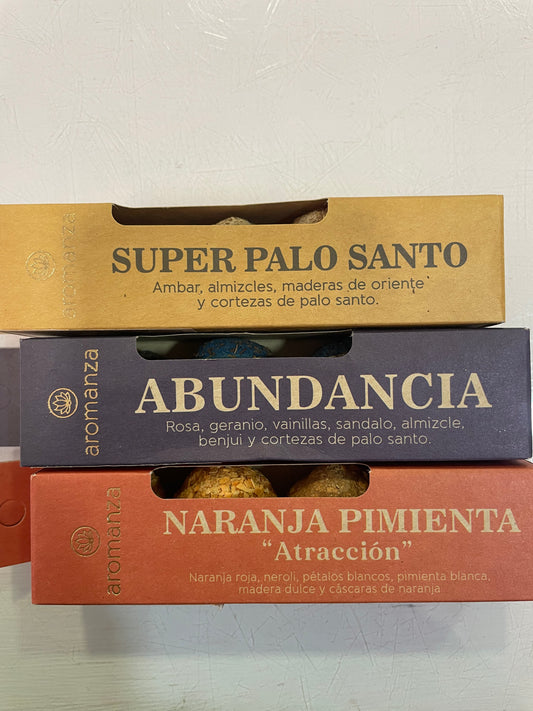 aromanza
SUPER PALO SANTO
Ambar, almizcles, maderas de oriente
y cortezas de palo santo.
aromanza
ABUNDANCIA
Rosa, geranio, vainillas, sandalo, almizcle,
benjui y cortezas de palo santo.
aromanza
NARANJA PIMIENTA
“Atracción”
Naranja roja, neroli, pétalos blancos, pimienta blanca,
madera dulce y cáscaras de naranja